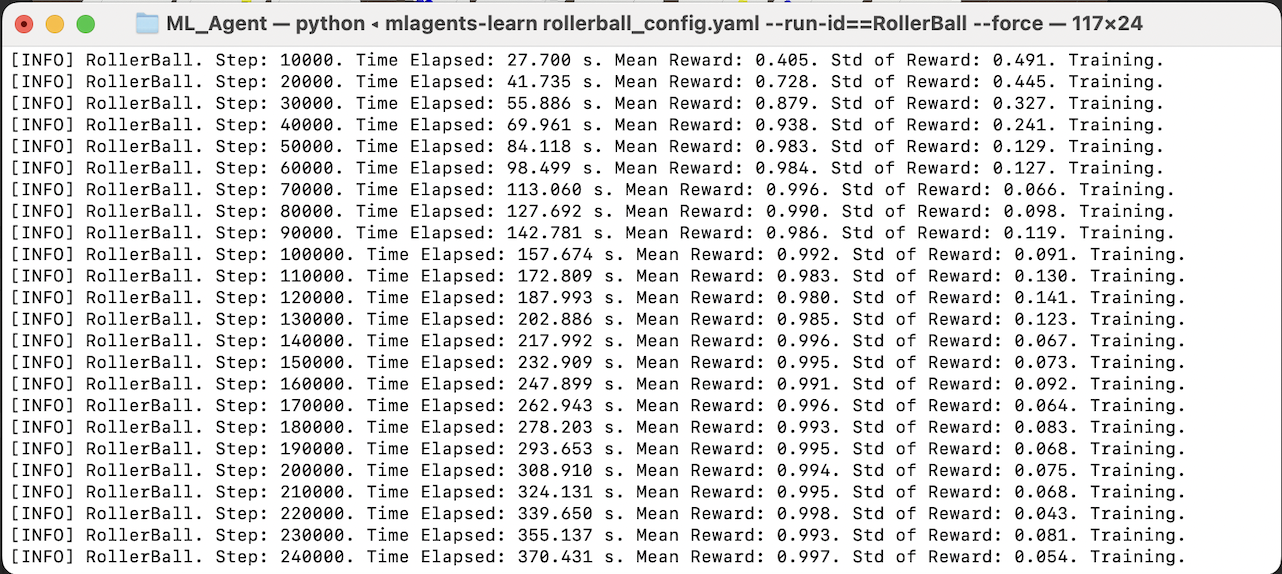 ML_Agent — python ◂ mlagents-learn rollerball_config.yaml --run-id==RollerBall --force — 117×24
[INFO] RollerBall. Step: 10000. Time Elapsed: 27.700 s. Mean Reward: 0.405. Std of Reward: 0.491. Training.
[INFO] RollerBall. Step: 20000. Time Elapsed: 41.735 s. Mean Reward: 0.728. Std of Reward: 0.445. Training.
[INFO] RollerBall. Step: 30000. Time Elapsed: 55.886 s. Mean Reward: 0.879. Std of Reward: 0.327. Training.
[INFO] RollerBall. Step: 40000. Time Elapsed: 69.961 s. Mean Reward: 0.938. Std of Reward: 0.241. Training.
[INFO] RollerBall. Step: 50000. Time Elapsed: 84.118 s. Mean Reward: 0.983. Std of Reward: 0.129. Training.
[INFO] RollerBall. Step: 60000. Time Elapsed: 98.499 s. Mean Reward: 0.984. Std of Reward: 0.127. Training.
[INFO] RollerBall. Step: 70000. Time Elapsed: 113.060 s. Mean Reward: 0.996. Std of Reward: 0.066. Training.
[INFO] RollerBall. Step: 80000. Time Elapsed: 127.692 s. Mean Reward: 0.990. Std of Reward: 0.098. Training.
[INFO] RollerBall. Step: 90000. Time Elapsed: 142.781 s. Mean Reward: 0.986. Std of Reward: 0.119. Training.
[INFO] RollerBall. Step: 100000. Time Elapsed: 157.674 s. Mean Reward: 0.992. Std of Reward: 0.091. Training.
[INFO] RollerBall. Step: 110000. Time Elapsed: 172.809 s. Mean Reward: 0.983. Std of Reward: 0.130. Training.
[INFO] RollerBall. Step: 120000. Time Elapsed: 187.993 s. Mean Reward: 0.980. Std of Reward: 0.141. Training.
[INFO] RollerBall. Step: 130000. Time Elapsed: 202.886 s. Mean Reward: 0.985. Std of Reward: 0.123. Training.
[INFO] RollerBall. Step: 140000. Time Elapsed: 217.992 s. Mean Reward: 0.996. Std of Reward: 0.067. Training.
[INFO] RollerBall. Step: 150000. Time Elapsed: 232.909 s. Mean Reward: 0.995. Std of Reward: 0.073. Training.
[INFO] RollerBall. Step: 160000. Time Elapsed: 247.899 s. Mean Reward: 0.991. Std of Reward: 0.092. Training.
[INFO] RollerBall. Step: 170000. Time Elapsed: 262.943 s. Mean Reward: 0.996. Std of Reward: 0.064. Training.
[INFO] RollerBall. Step: 180000. Time Elapsed: 278.203 s. Mean Reward: 0.993. Std of Reward: 0.083. Training.
[INFO] RollerBall. Step: 190000. Time Elapsed: 293.653 s. Mean Reward: 0.995. Std of Reward: 0.068. Training.
[INFO] RollerBall. Step: 200000. Time Elapsed: 308.910 s. Mean Reward: 0.994. Std of Reward: 0.075. Training.
[INFO] RollerBall. Step: 210000. Time Elapsed: 324.131 s. Mean Reward: 0.995. Std of Reward: 0.068. Training.
[INFO] RollerBall. Step: 220000. Time Elapsed: 339.650 s. Mean Reward: 0.998. Std of Reward: 0.043. Training.
[INFO] RollerBall. Step: 230000. Time Elapsed: 355.137 s. Mean Reward: 0.993. Std of Reward: 0.081. Training.
[INFO] RollerBall. Step: 240000. Time Elapsed: 370.431 s. Mean Reward: 0.997. Std of Reward: 0.054. Training.